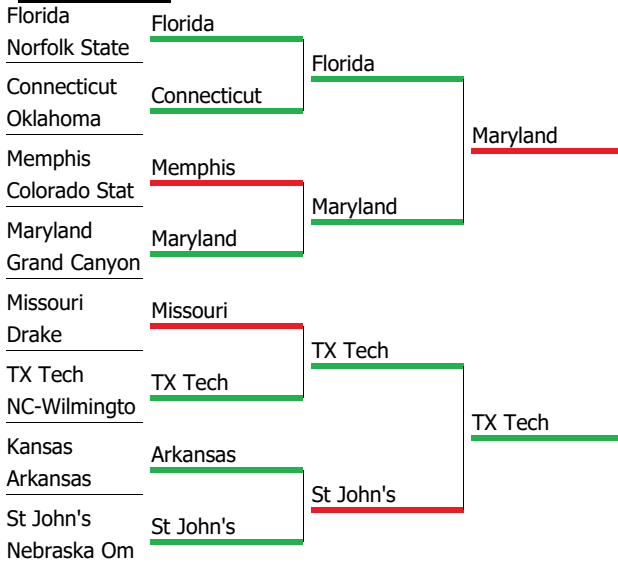 Florida
Norfolk State
Connecticut
Oklahoma
Memphis
Colorado Stat
Maryland
Grand Canyon
Missouri
Drake
TX Tech
NC-Wilmingto
Kansas
Arkansas
St John's
Nebraska Om
Florida
Connecticut
Memphis
Maryland
Missouri
TX Tech
Arkansas
St John's
Florida
Maryland
TX Tech
St John's
Maryland
TX Tech